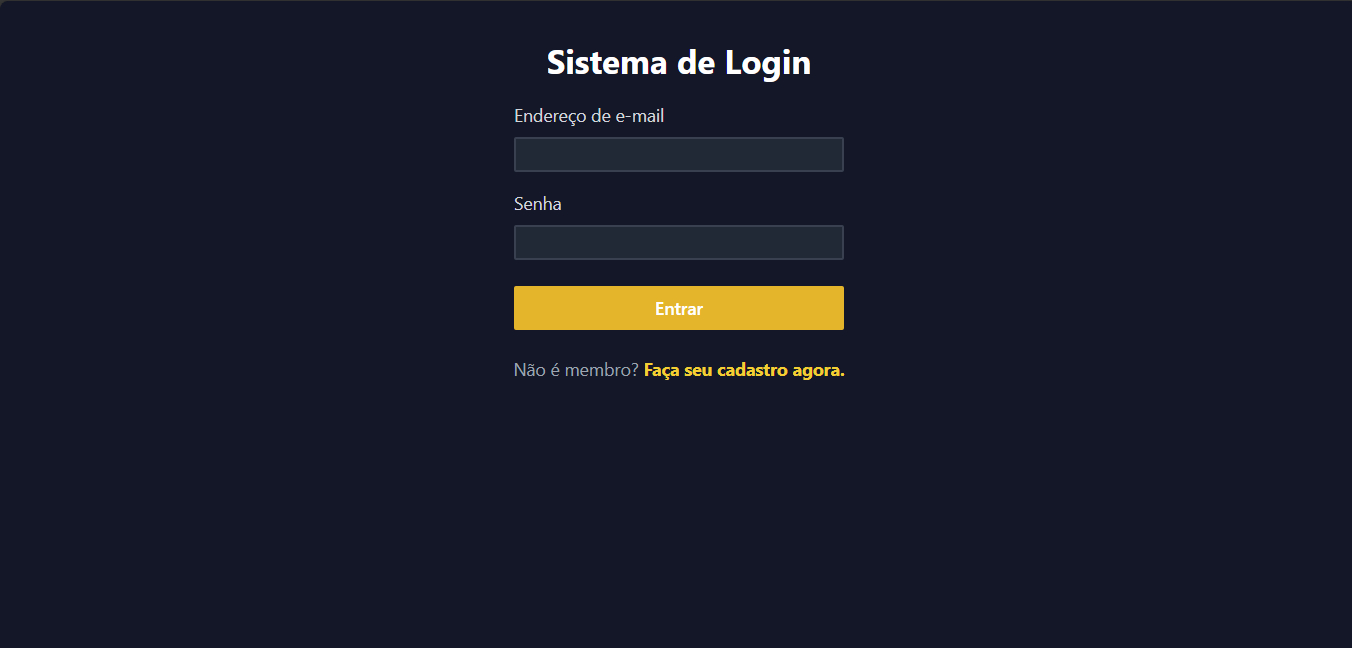 Sistema de Login
Endereço de e-mail
Senha
Entrar
Não é membro? Faça seu cadastro agora.